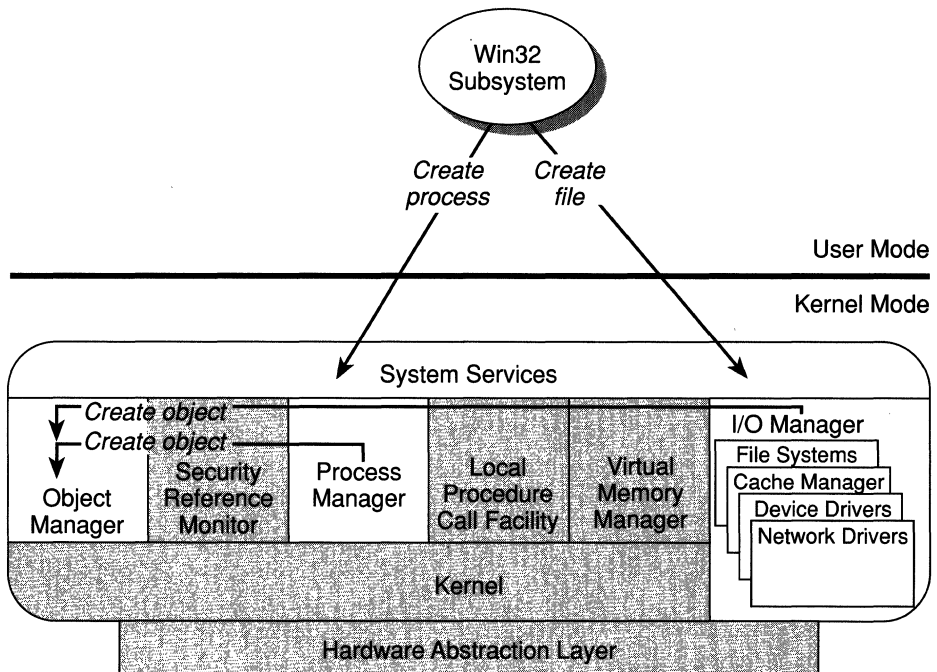 Win32
Subsystem
Create
process
Create
file
User Mode
Kernel Mode
System Services
Create object
Create object
Object
Manager
Security
Reference
Monitor
Process
Manager
Local
Procedure
Call Facility
Virtual
Memory
Manager
I/O Manager
File Systems
Cache Manager
Device Drivers
Network Drivers
Kernel
Hardware Abstraction Layer